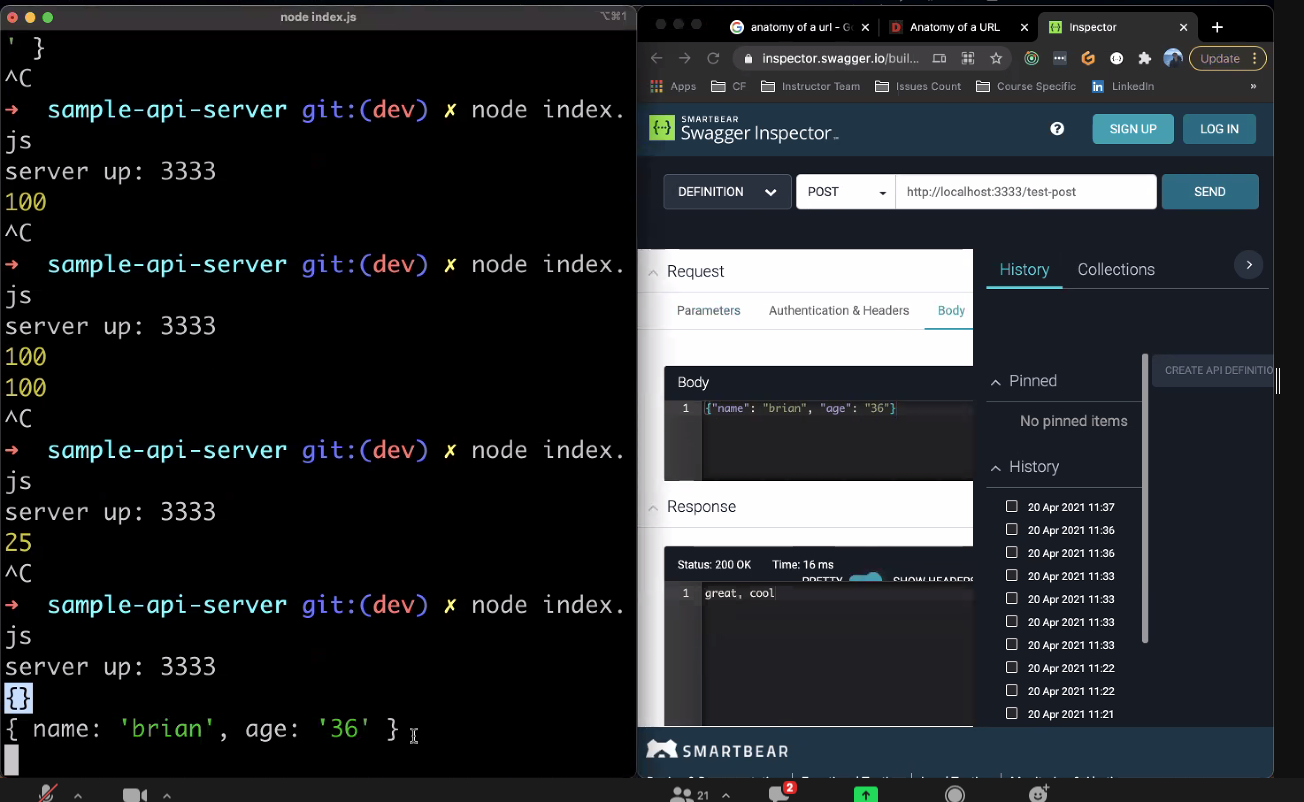 node index.js
⌥⌘1
' }
^C
→ sample-api-server git:(dev) ✗ node index.
js
server up: 3333
100
^C
→ sample-api-server git:(dev) ✗ node index.
js
server up: 3333
100
100
^C
→ sample-api-server git:(dev) ✗ node index.
js
server up: 3333
25
^C
→ sample-api-server git:(dev) ✗ node index.
js
server up: 3333
{}
{ name: 'brian', age: '36' }
anatomy of a url - G
Anatomy of a URL
Inspector
inspector.swagger.io/buil...
Update
Apps
CF
Instructor Team
Issues Count
Course Specific
LinkedIn
»
SMARTBEAR
Swagger Inspector
SIGN UP
LOG IN
DEFINITION
POST
http://localhost:3333/test-post
SEND
Request
History
Collections
Parameters
Authentication & Headers
Body
CREATE API DEFINITIO
Body
Pinned
1 {"name": "brian", "age": "36"}
No pinned items
History
Response
20 Apr 2021 11:37
20 Apr 2021 11:36
20 Apr 2021 11:36
20 Apr 2021 11:33
20 Apr 2021 11:33
20 Apr 2021 11:33
20 Apr 2021 11:33
20 Apr 2021 11:22
20 Apr 2021 11:22
20 Apr 2021 11:21
Status: 200 OK
Time: 16 ms
PRETTY
SHOW HEADERS
1 great, cool
SMARTBEAR
21
2